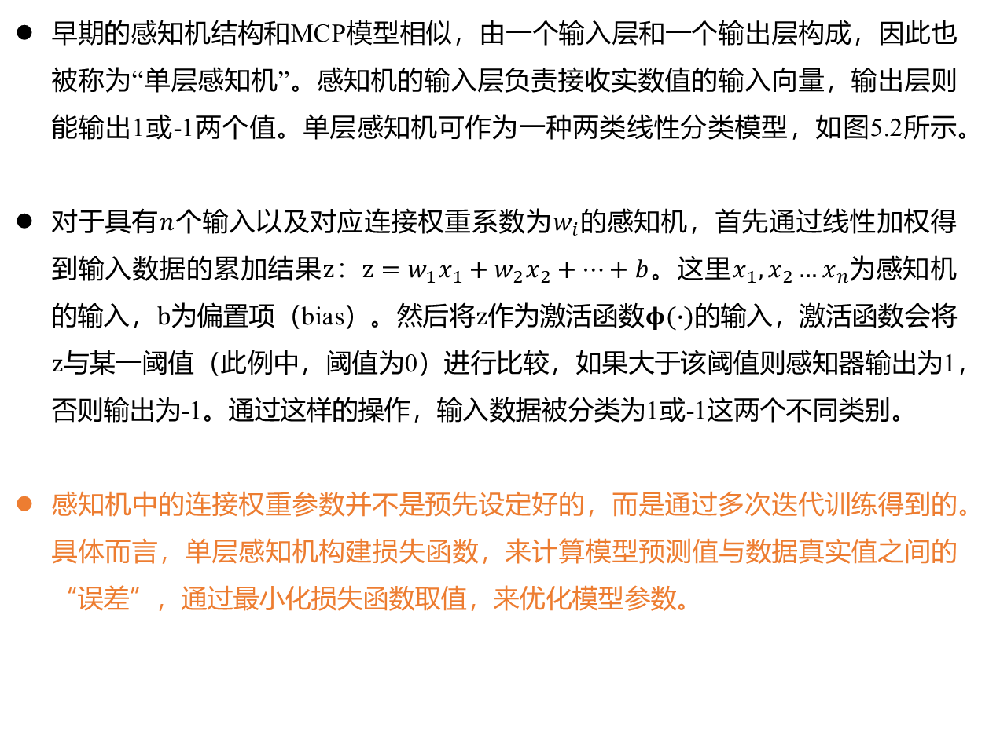 ● 早期的感知机结构和MCP模型相似，由一个输入层和一个输出层构成，因此也
被称为“单层感知机”。感知机的输入层负责接收实数值的输入向量，输出层则
能输出1或-1两个值。单层感知机可作为一种两类线性分类模型，如图5.2所示。
● 对于具有𝑛个输入以及对应连接权重系数为𝑤ᵢ的感知机，首先通过线性加权得
到输入数据的累加结果z：z = 𝑤₁𝑥₁ + 𝑤₂𝑥₂ + ⋯ + 𝑏。这里𝑥₁, 𝑥₂ … 𝑥ₙ为感知机
的输入，b为偏置项（bias）。然后将z作为激活函数𝛟(·)的输入，激活函数会将
z与某一阈值（此例中，阈值为0）进行比较，如果大于该阈值则感知器输出为1，
否则输出为-1。通过这样的操作，输入数据被分类为1或-1这两个不同类别。
● 感知机中的连接权重参数并不是预先设定好的，而是通过多次迭代训练得到的。
具体而言，单层感知机构建损失函数，来计算模型预测值与数据真实值之间的
“误差”，通过最小化损失函数取值，来优化模型参数。